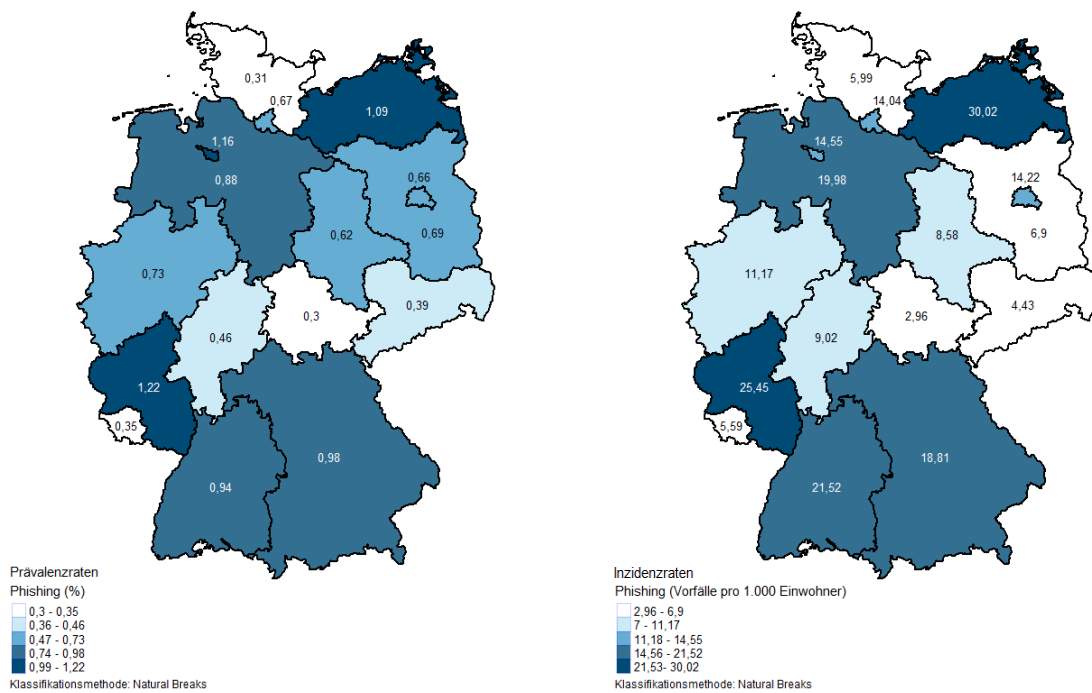 0,31
0,67
1,09
1,16
0,88
0,66
0,62
0,69
0,73
0,39
0,3
0,46
1,22
0,35
0,98
0,94
Prävalenzraten
Phishing (%)
0,3 - 0,35
0,36 - 0,46
0,47 - 0,73
0,74 - 0,98
0,99 - 1,22
Klassifikationsmethode: Natural Breaks
5,99
14,04
30,02
14,55
19,98
14,22
8,58
6,9
11,17
4,43
2,96
9,02
25,45
5,59
18,81
21,52
Inzidenzraten
Phishing (Vorfälle pro 1.000 Einwohner)
2,96 - 6,9
7 - 11,17
11,18 - 14,55
14,56 - 21,52
21,53- 30,02
Klassifikationsmethode: Natural Breaks